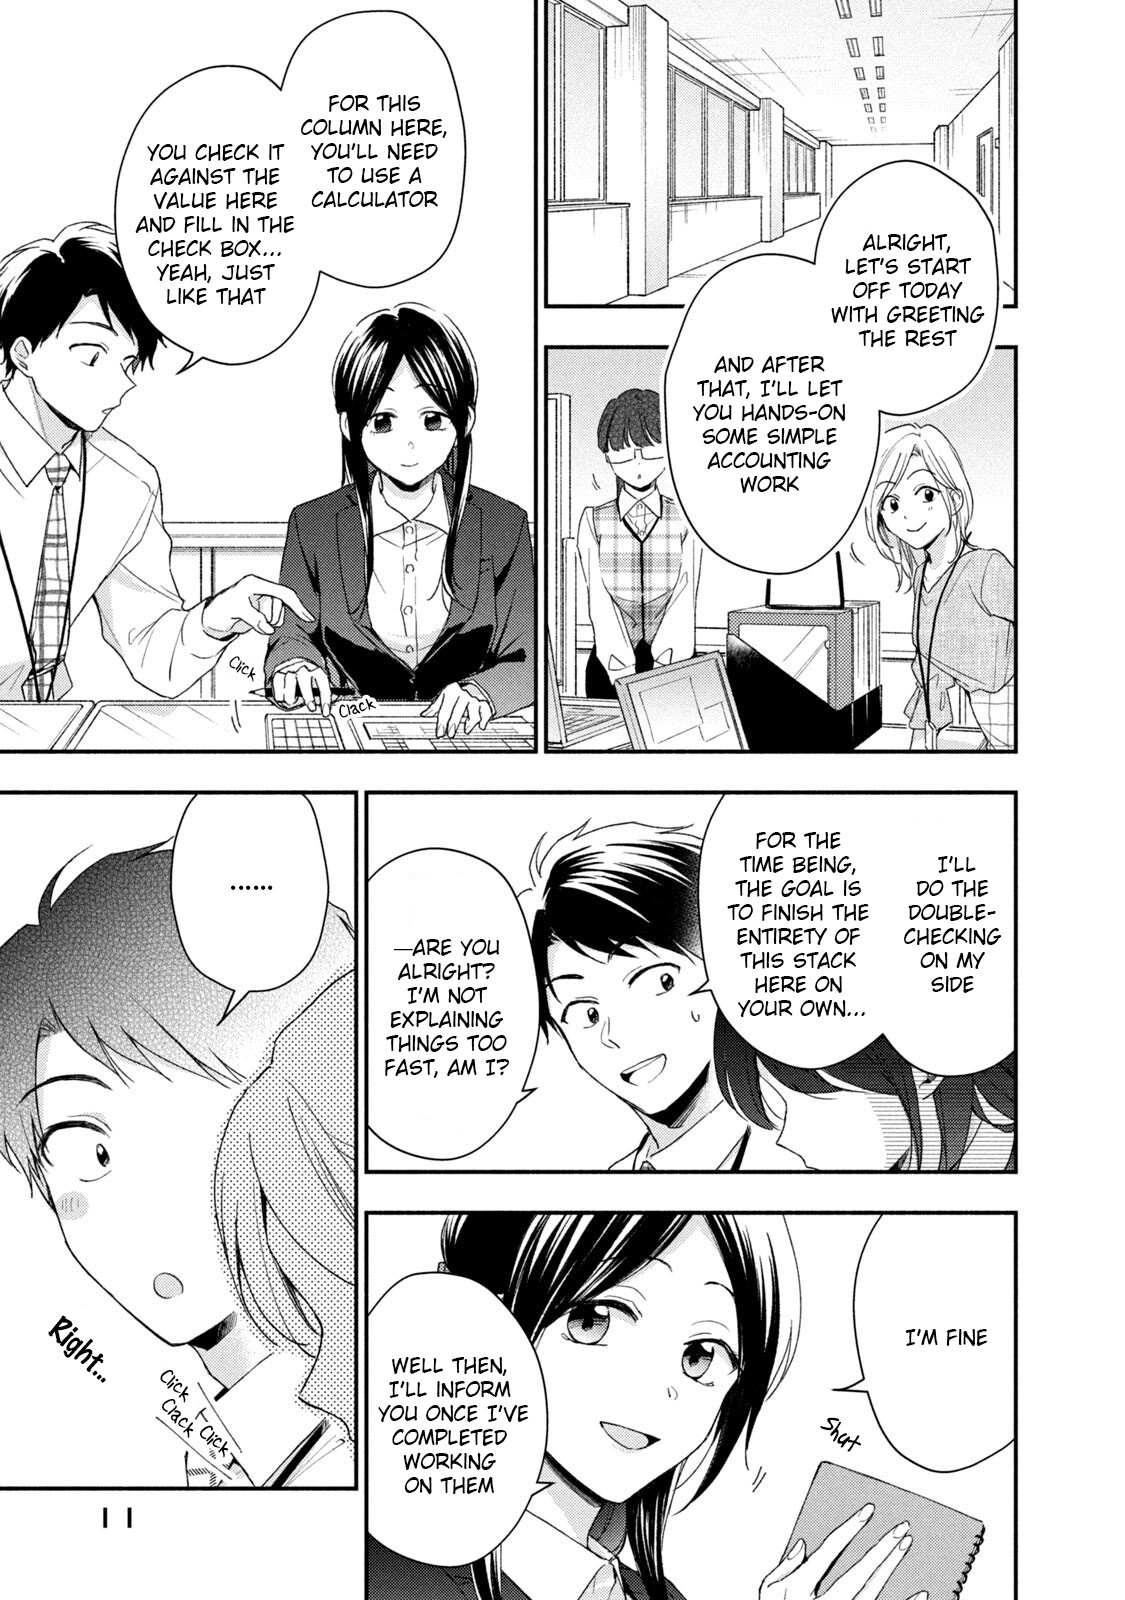 ALRIGHT,
LET'S START
OFF TODAY
WITH GREETING
THE REST
AND AFTER
THAT, I'LL LET
YOU HANDS-ON
SOME SIMPLE
ACCOUNTING
WORK
FOR THIS
COLUMN HERE,
YOU'LL NEED
TO USE A
CALCULATOR
YOU CHECK IT
AGAINST THE
VALUE HERE
AND FILL IN THE
CHECK BOX...
YEAH, JUST
LIKE THAT
Click
Clack
I'LL
DO THE
DOUBLE-
CHECKING
ON MY
SIDE
FOR THE
TIME BEING,
THE GOAL IS
TO FINISH THE
ENTIRETY OF
THIS STACK
HERE ON
YOUR OWN...
—ARE YOU
ALRIGHT?
I'M NOT
EXPLAINING
THINGS TOO
FAST, AM I?
......
I'M FINE
Shut
WELL THEN,
I'LL INFORM
YOU ONCE I'VE
COMPLETED
WORKING
ON THEM
Right...
Click
Clack
Click
11